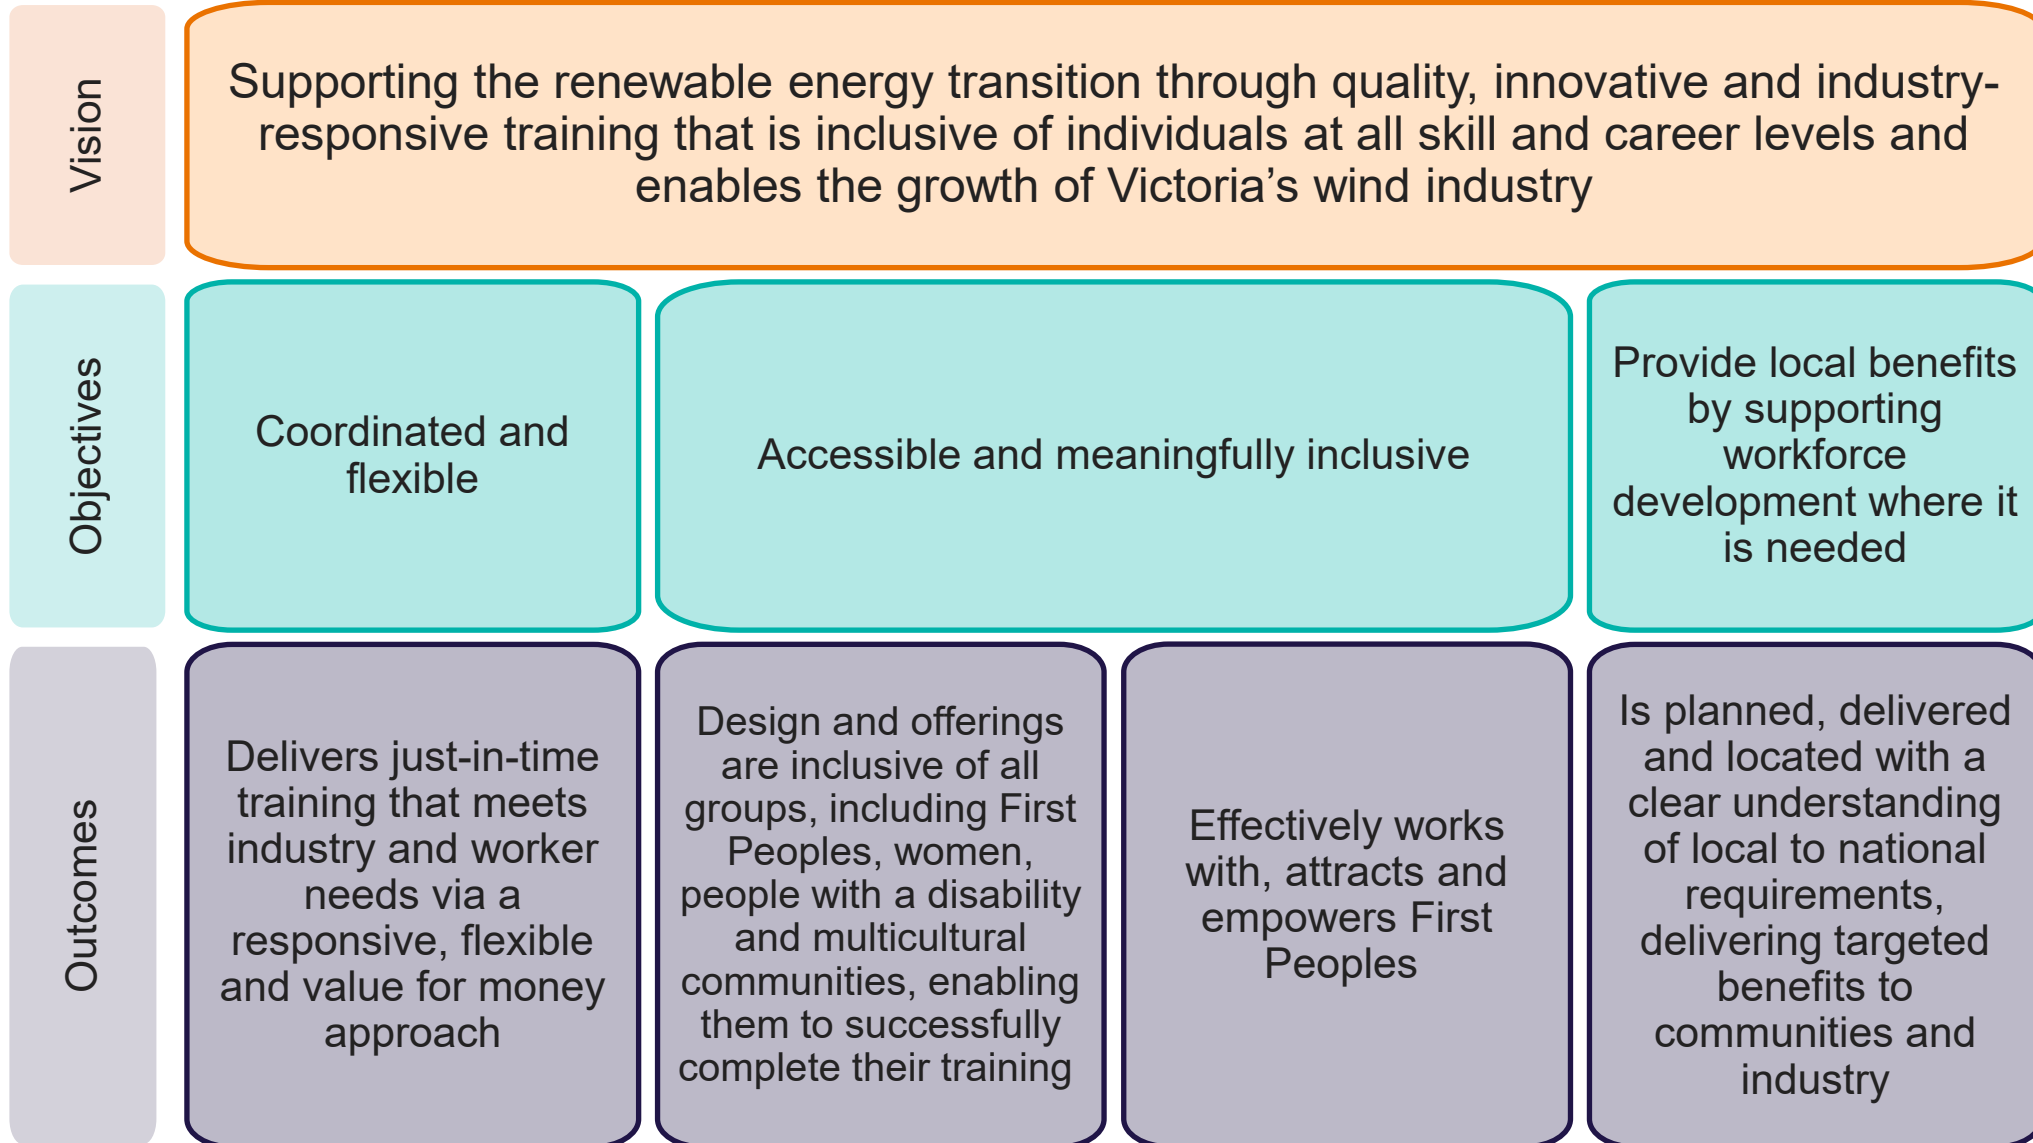 Vision
Supporting the renewable energy transition through quality, innovative and industry-
responsive training that is inclusive of individuals at all skill and career levels and
enables the growth of Victoria’s wind industry
Objectives
Coordinated and
flexible
Accessible and meaningfully inclusive
Provide local benefits
by supporting
workforce
development where it
is needed
Outcomes
Delivers just-in-time
training that meets
industry and worker
needs via a
responsive, flexible
and value for money
approach
Design and offerings
are inclusive of all
groups, including First
Peoples, women,
people with a disability
and multicultural
communities, enabling
them to successfully
complete their training
Effectively works
with, attracts and
empowers First
Peoples
Is planned, delivered
and located with a
clear understanding
of local to national
requirements,
delivering targeted
benefits to
communities and
industry